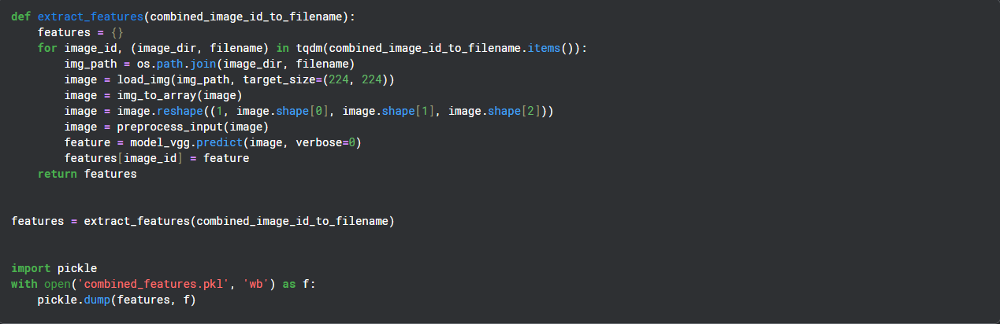 def extract_features(combined_image_id_to_filename):
    features = {}
    for image_id, (image_dir, filename) in tqdm(combined_image_id_to_filename.items()):
        img_path = os.path.join(image_dir, filename)
        image = load_img(img_path, target_size=(224, 224))
        image = img_to_array(image)
        image = image.reshape((1, image.shape[0], image.shape[1], image.shape[2]))
        image = preprocess_input(image)
        feature = model_vgg.predict(image, verbose=0)
        features[image_id] = feature
    return features
features = extract_features(combined_image_id_to_filename)
import pickle
with open('combined_features.pkl', 'wb') as f:
    pickle.dump(features, f)